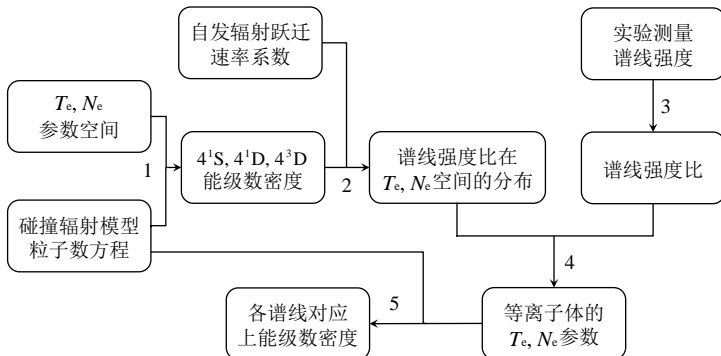 自发辐射跃迁
速率系数
实验测量
谱线强度
3
Te, Ne
参数空间
1
4¹S, 4¹D, 4³D
能级数密度
2
谱线强度比在
Te, Ne空间的分布
谱线强度比
碰撞辐射模型
粒子数方程
4
5
各谱线对应
上能级数密度
等离子体的
Te, Ne参数